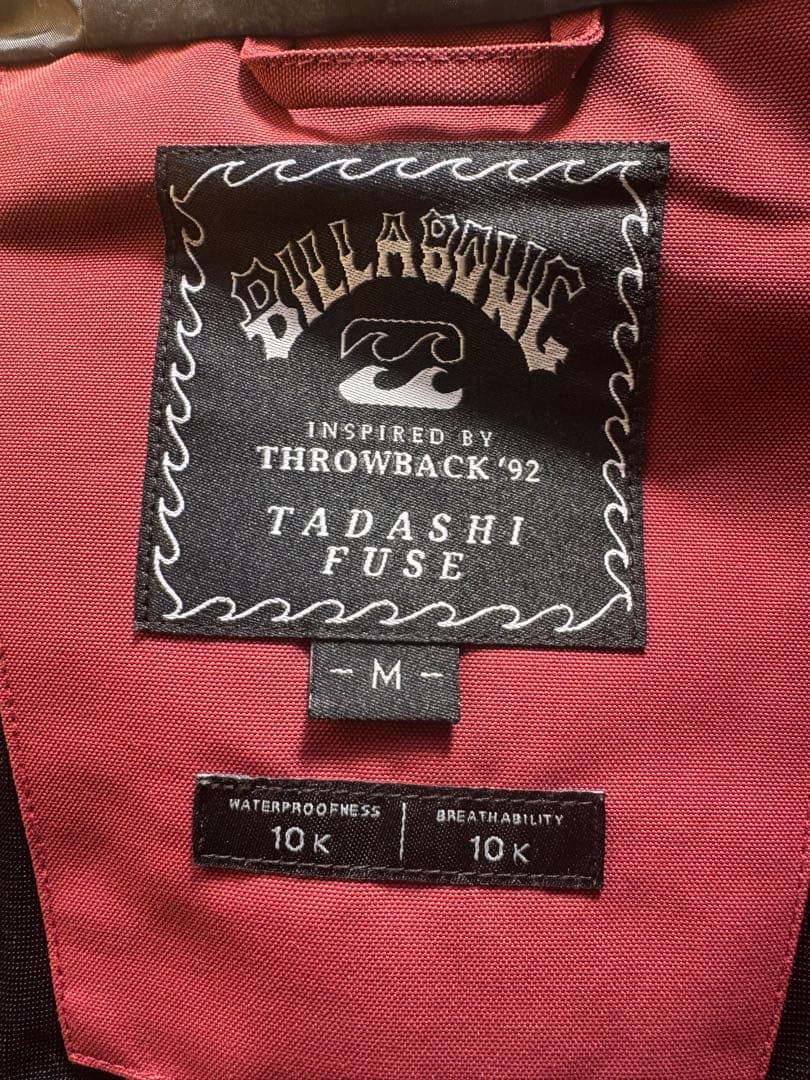 BILLABONG
INSPIRED BY
THROWBACK '92
TADASHI
FUSE
- M -
WATERPROOFNESS
10K
BREATHABILITY
10K